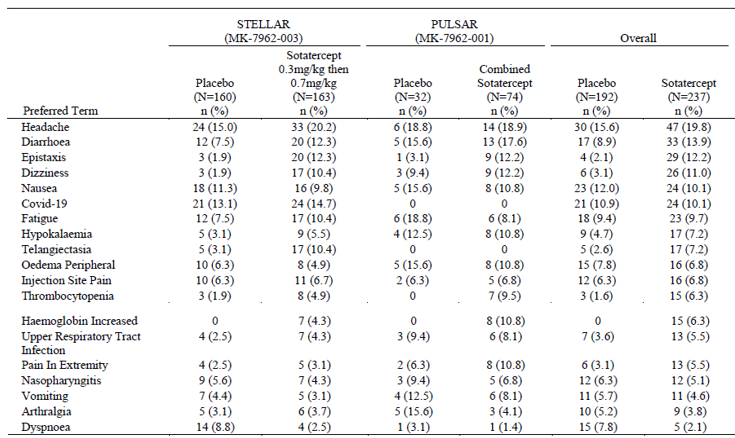 STELLAR (MK-7962-003) PULSAR (MK-7962-001) Overall
Preferred Term Placebo (N=160) n (%) Sotatercept 0.3mg/kg then 0.7mg/kg (N=163) n (%) Placebo (N=32) n (%) Combined Sotatercept (N=74) n (%) Placebo (N=192) n (%) Sotatercept (N=237) n (%)
Headache 24 (15.0) 33 (20.2) 6 (18.8) 14 (18.9) 30 (15.6) 47 (19.8)
Diarrhoea 12 (7.5) 20 (12.3) 5 (15.6) 13 (17.6) 17 (8.9) 33 (13.9)
Epistaxis 3 (1.9) 20 (12.3) 1 (3.1) 9 (12.2) 4 (2.1) 29 (12.2)
Dizziness 3 (1.9) 17 (10.4) 3 (9.4) 9 (12.2) 6 (3.1) 26 (11.0)
Nausea 18 (11.3) 16 (9.8) 5 (15.6) 8 (10.8) 23 (12.0) 24 (10.1)
Covid-19 21 (13.1) 24 (14.7) 0 0 21 (10.9) 24 (10.1)
Fatigue 12 (7.5) 17 (10.4) 6 (18.8) 6 (8.1) 18 (9.4) 23 (9.7)
Hypokalaemia 5 (3.1) 9 (5.5) 4 (12.5) 8 (10.8) 9 (4.7) 17 (7.2)
Telangiectasia 5 (3.1) 17 (10.4) 0 0 5 (2.6) 17 (7.2)
Oedema Peripheral 10 (6.3) 8 (4.9) 5 (15.6) 8 (10.8) 15 (7.8) 16 (6.8)
Injection Site Pain 10 (6.3) 11 (6.7) 2 (6.3) 5 (6.8) 12 (6.3) 16 (6.8)
Thrombocytopenia 3 (1.9) 8 (4.9) 0 7 (9.5) 3 (1.6) 15 (6.3)
Haemoglobin Increased 0 7 (4.3) 0 8 (10.8) 0 15 (6.3)
Upper Respiratory Tract Infection 4 (2.5) 7 (4.3) 3 (9.4) 6 (8.1) 7 (3.6) 13 (5.5)
Pain In Extremity 4 (2.5) 5 (3.1) 2 (6.3) 8 (10.8) 6 (3.1) 13 (5.5)
Nasopharyngitis 9 (5.6) 7 (4.3) 3 (9.4) 5 (6.8) 12 (6.3) 12 (5.1)
Vomiting 7 (4.4) 5 (3.1) 4 (12.5) 6 (8.1) 11 (5.7) 11 (4.6)
Arthralgia 5 (3.1) 6 (3.7) 5 (15.6) 3 (4.1) 10 (5.2) 9 (3.8)
Dyspnoea 14 (8.8) 4 (2.5) 1 (3.1) 1 (1.4) 15 (7.8) 5 (2.1)